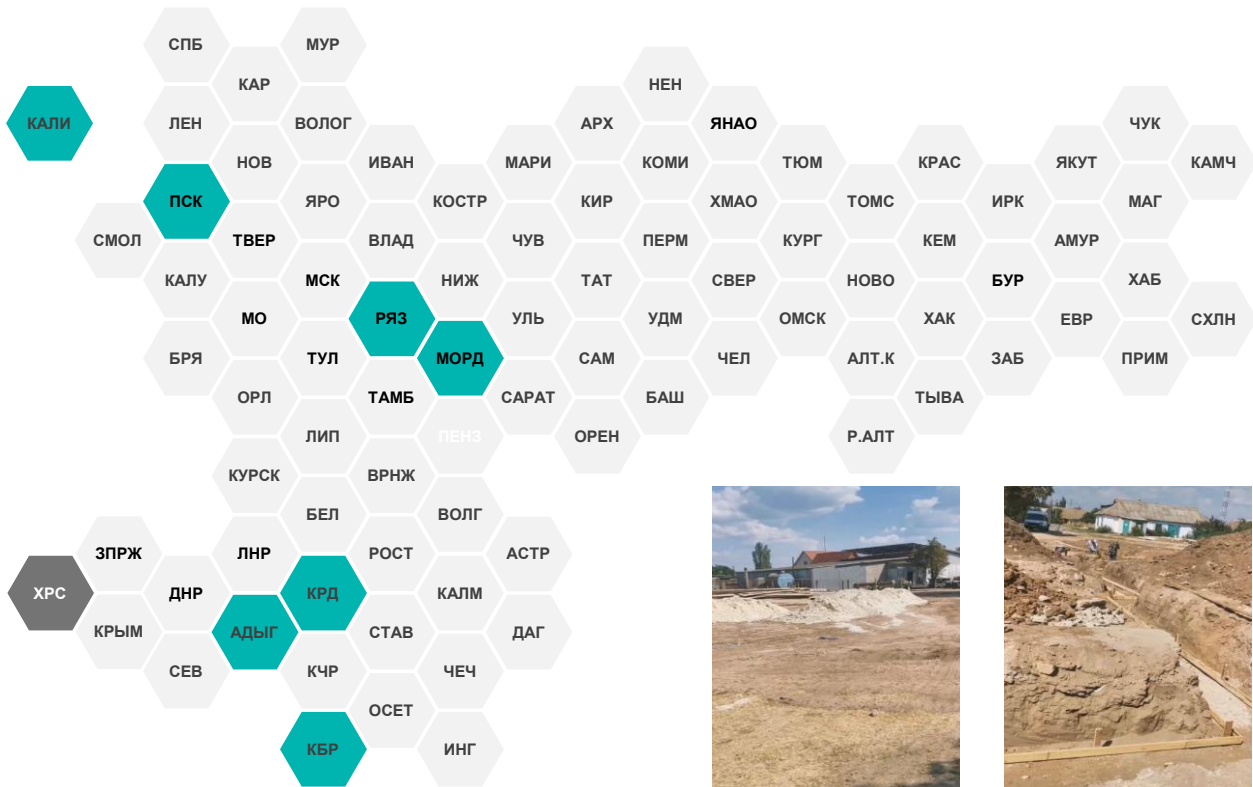 СПБ
МУР
КАР
НЕН
КАЛИ
ЛЕН
ВОЛОГ
АРХ
ЯНАО
ЧУК
НОВ
ИВАН
МАРИ
КОМИ
ТЮМ
КРАС
ЯКУТ
КАМЧ
ПСК
ЯРО
КОСТР
КИР
ХМАО
ТОМС
ИРК
МАГ
СМОЛ
ТВЕР
ВЛАД
ЧУВ
ПЕРМ
КУРГ
КЕМ
АМУР
КАЛУ
МСК
НИЖ
ТАТ
СВЕР
НОВО
БУР
ХАБ
МО
РЯЗ
УЛЬ
УДМ
ОМСК
ХАК
ЕВР
СХЛН
БРЯ
ТУЛ
МОРД
САМ
ЧЕЛ
АЛТ.К
ЗАБ
ПРИМ
ОРЛ
ТАМБ
САРАТ
БАШ
ТЫВА
ЛИП
ПЕНЗ
ОРЕН
Р.АЛТ
КУРСК
ВРНЖ
БЕЛ
ВОЛГ
ЗПРЖ
ЛНР
РОСТ
АСТР
ХРС
ДНР
КРД
КАЛМ
КРЫМ
АДЫГ
СТАВ
ДАГ
СЕВ
КЧР
ЧЕЧ
ОСЕТ
КБР
ИНГ